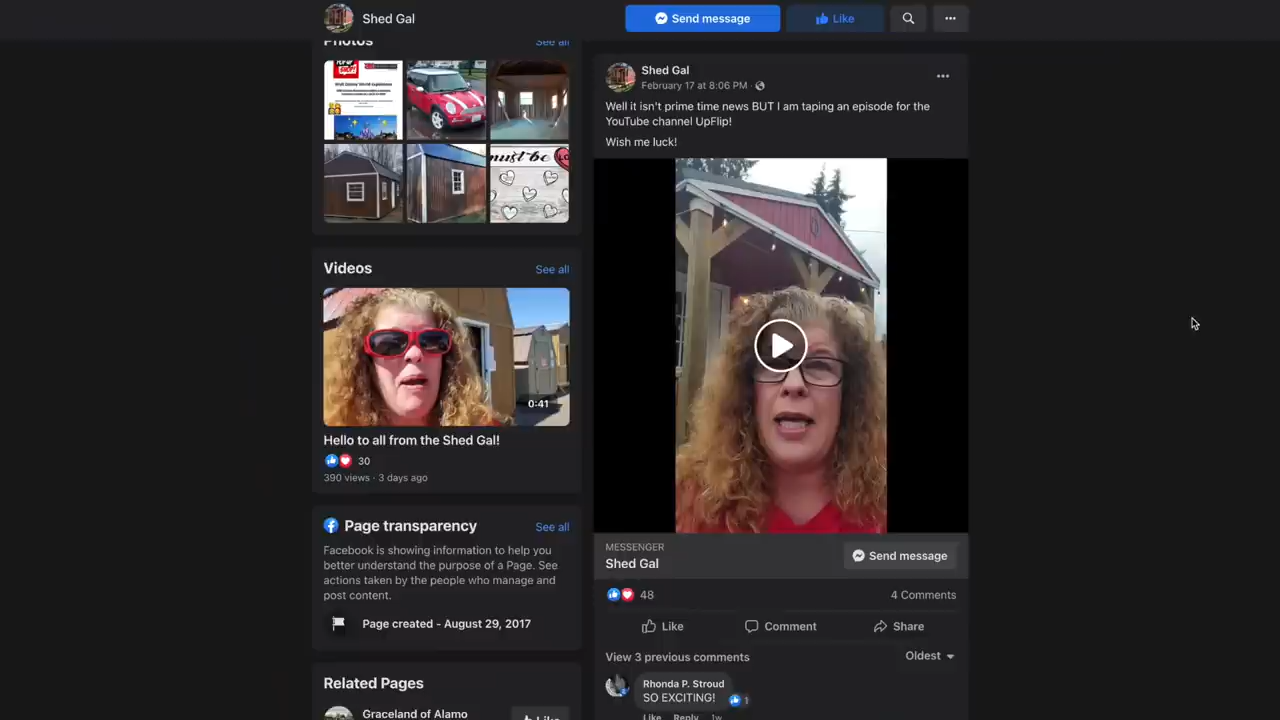 Shed Gal
Send message
Like
Photos
See all
must be
Videos
See all
0:41
Hello to all from the Shed Gal!
30
390 views · 3 days ago
Page transparency
See all
Facebook is showing information to help you
better understand the purpose of a Page. See
actions taken by the people who manage and
post content.
Page created - August 29, 2017
Related Pages
Graceland of Alamo
Like
Shed Gal
February 17 at 8:06 PM ·
Well it isn't prime time news BUT I am taping an episode for the
YouTube channel UpFlip!
Wish me luck!
MESSENGER
Shed Gal
Send message
48
4 Comments
Like
Comment
Share
View 3 previous comments
Oldest
Rhonda P. Stroud
SO EXCITING!
1
Like Reply 1w